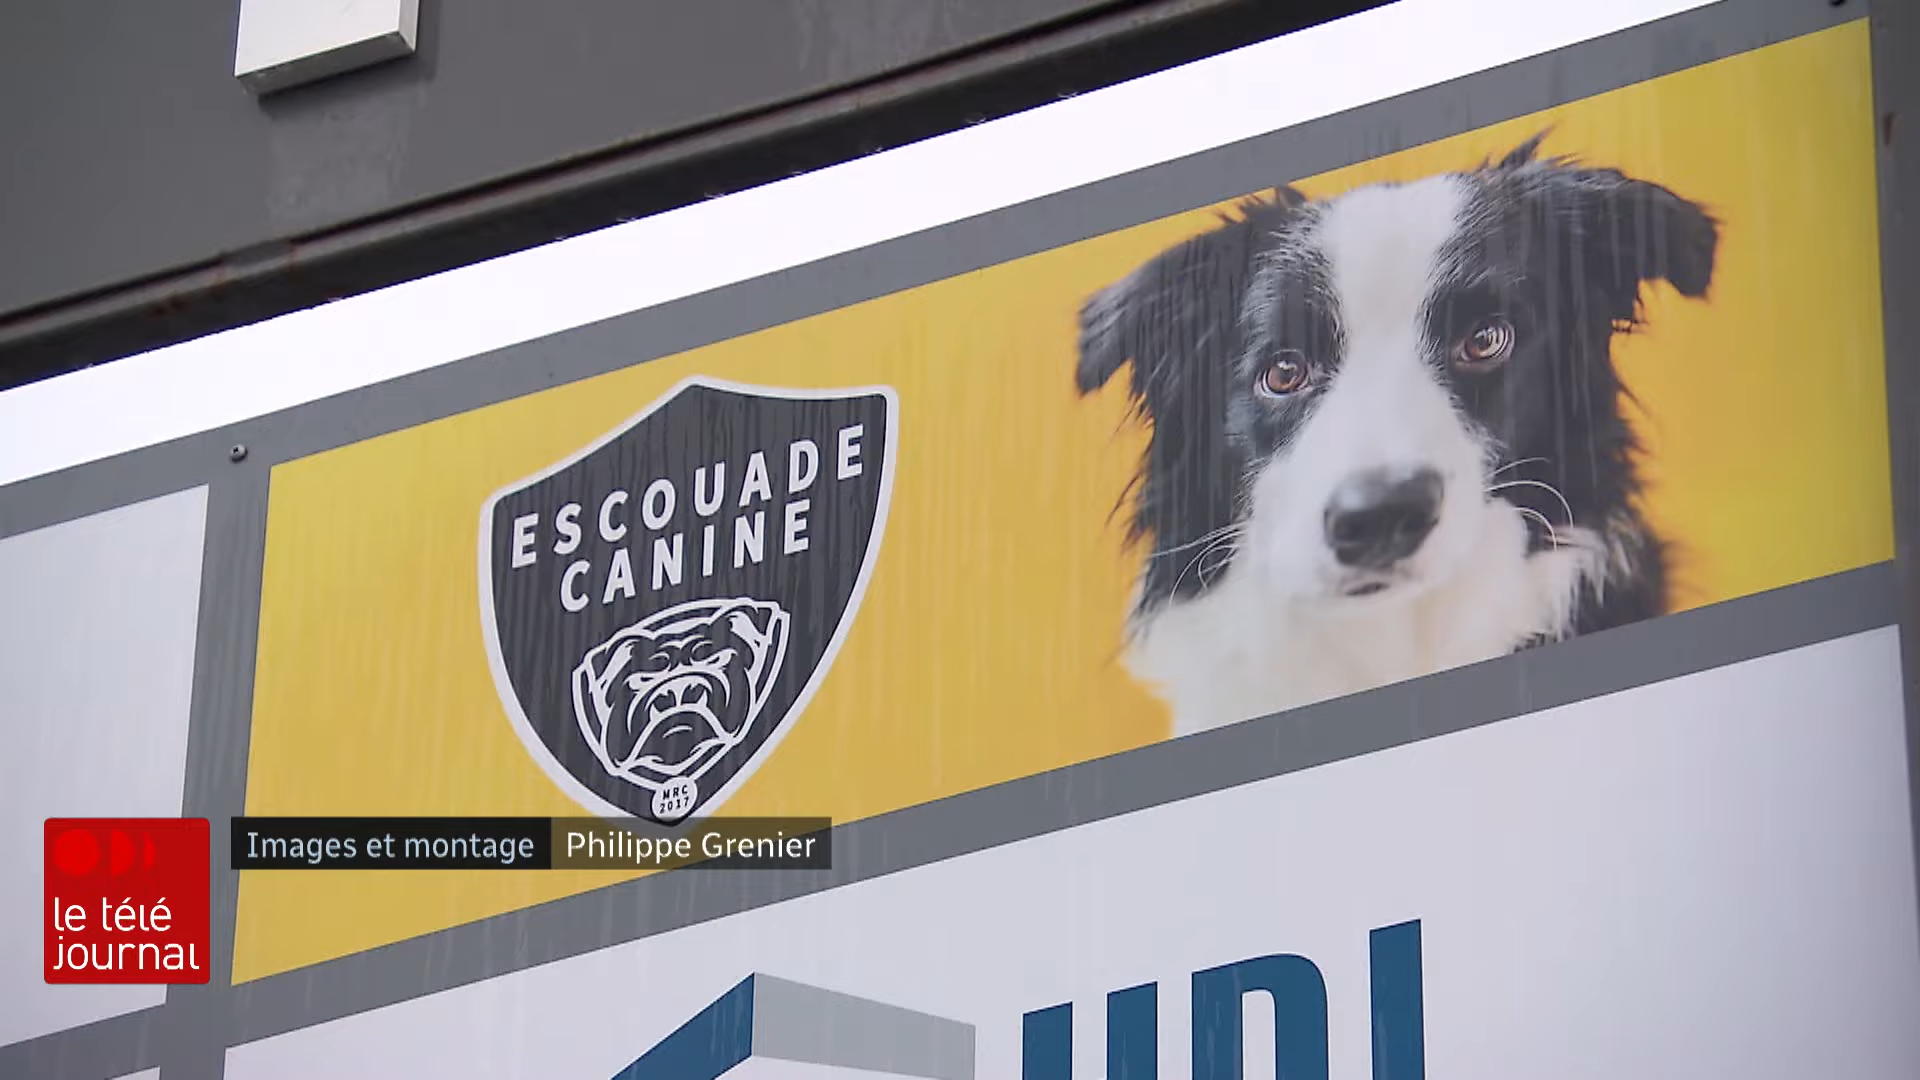 ESCOUADE
CANINE
MRC
2017
Images et montage Philippe Grenier
le télé
journal